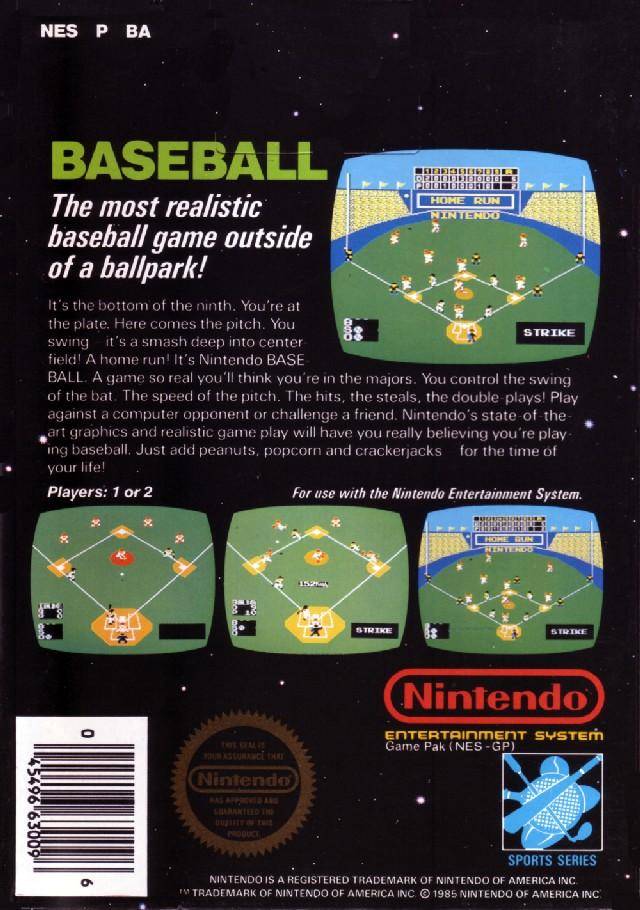 NES P BA
BASEBALL
The most realistic
baseball game outside
of a ballpark!
It's the bottom of the ninth. You're at
the plate. Here comes the pitch. You
swing it's a smash deep into center-
field! A home run! It's Nintendo BASE-
BALL. A game so real you'll think you're in the majors. You control the swing
of the bat. The speed of the pitch. The hits, the steals, the double-plays! Play
against a computer opponent or challenge a friend. Nintendo's state-of-the-
art graphics and realistic game play will have you really believing you're play-
ing baseball. Just add peanuts, popcorn and crackerjacks for the time of
your life!
HOME RUN
NINTENDO
STRIKE
Players: 1 or 2
For use with the Nintendo Entertainment System.
STRIKE
HOME RUN
NINTENDO
STRIKE
Nintendo
ENTERTAINMENT SYSTEM
Game Pak (NES-GP)
THIS SEAL IS
YOUR ASSURANCE THAT
Nintendo
HAS APPROVED AND
GUARANTEED THE
QUALITY OF THIS
PRODUCT.
0
45496 63009
6
SPORTS SERIES
NINTENDO IS A REGISTERED TRADEMARK OF NINTENDO OF AMERICA INC.
TM TRADEMARK OF NINTENDO OF AMERICA INC. © 1985 NINTENDO OF AMERICA INC.